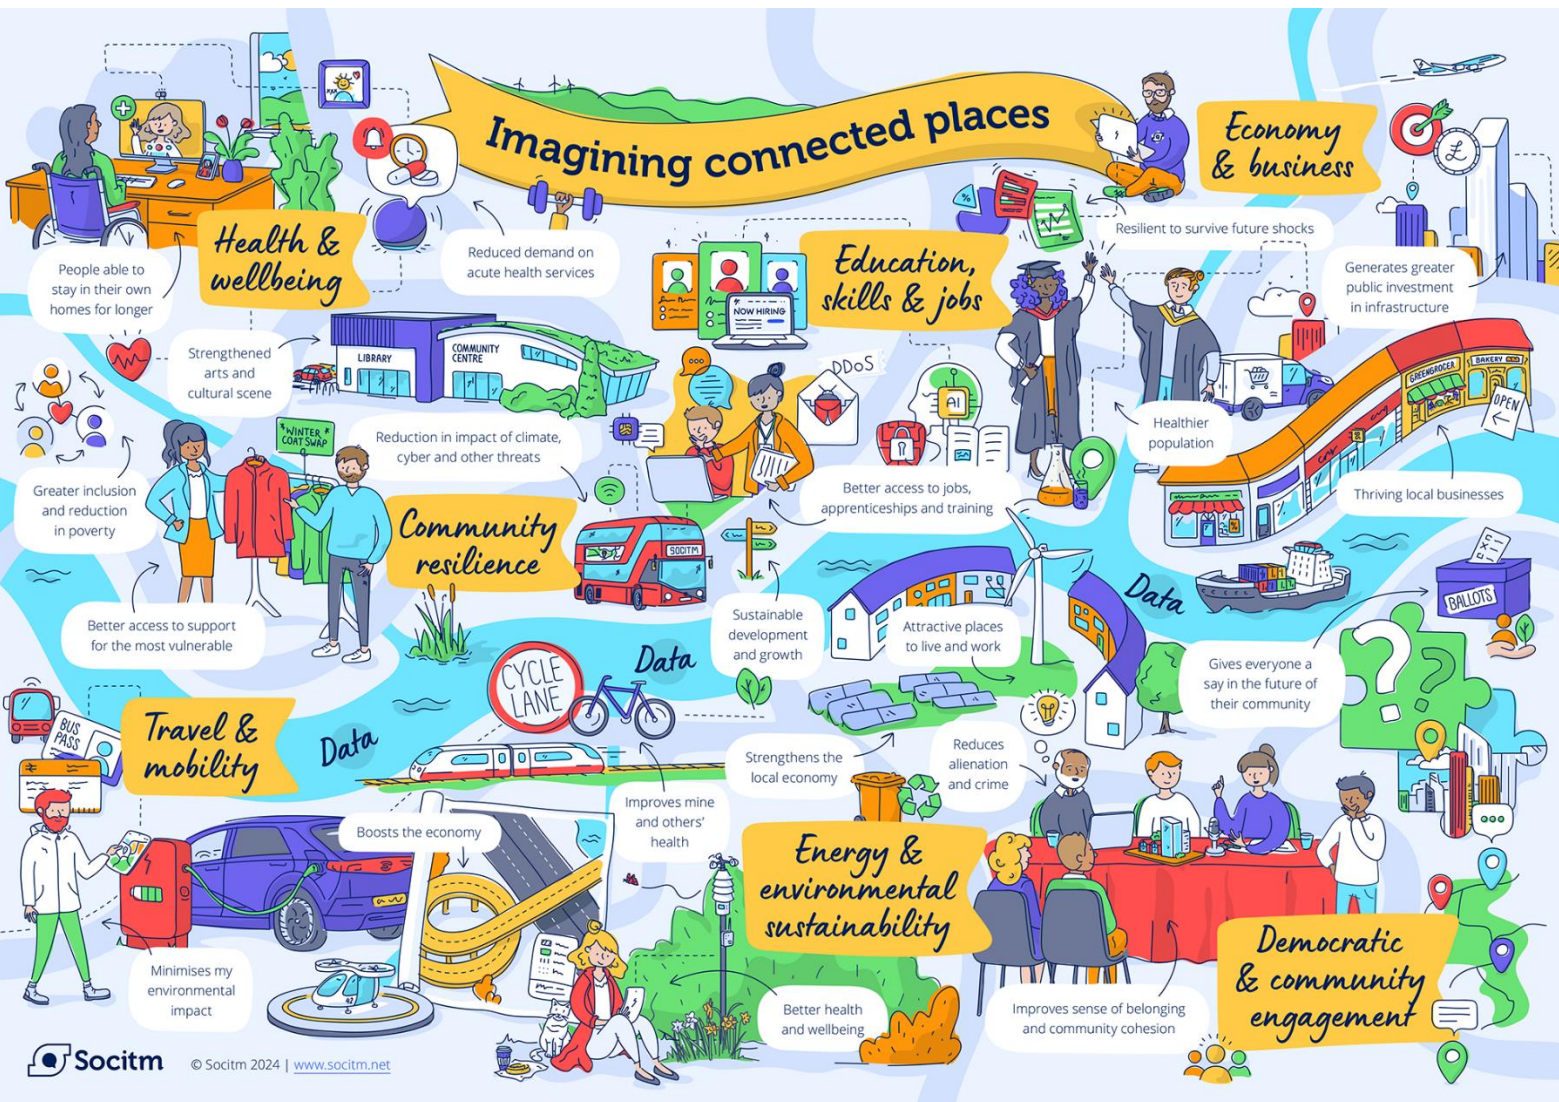 Imagining connected places
Economy
& business
Health &
wellbeing
Reduced demand on
acute health services
Resilient to survive future shocks
People able to
stay in their own
homes for longer
Education,
skills & jobs
Generates greater
public investment
in infrastructure
NOW HIRING
Strengthened
arts and
cultural scene
LIBRARY
COMMUNITY
CENTRE
DDoS
AI
GREENGROCER
BAKERY
OPEN
*WINTER*
COAT SWAP
Reduction in impact of climate,
cyber and other threats
Healthier
population
Greater inclusion
and reduction
in poverty
Better access to jobs,
apprenticeships and training
Thriving local businesses
Community
resilience
SOCITM
Data
BALLOTS
Better access to support
for the most vulnerable
Sustainable
development
and growth
Attractive places
to live and work
CYCLE
LANE
Data
Gives everyone a
say in the future of
their community
Travel &
mobility
BUS
PASS
Data
Strengthens the
local economy
Reduces
alienation
and crime
Boosts the economy
Improves mine
and others'
health
Energy &
environmental
sustainability
Democratic
& community
engagement
Minimises my
environmental
impact
Better health
and wellbeing
Improves sense of belonging
and community cohesion
Socitm
© Socitm 2024 | www.socitm.net